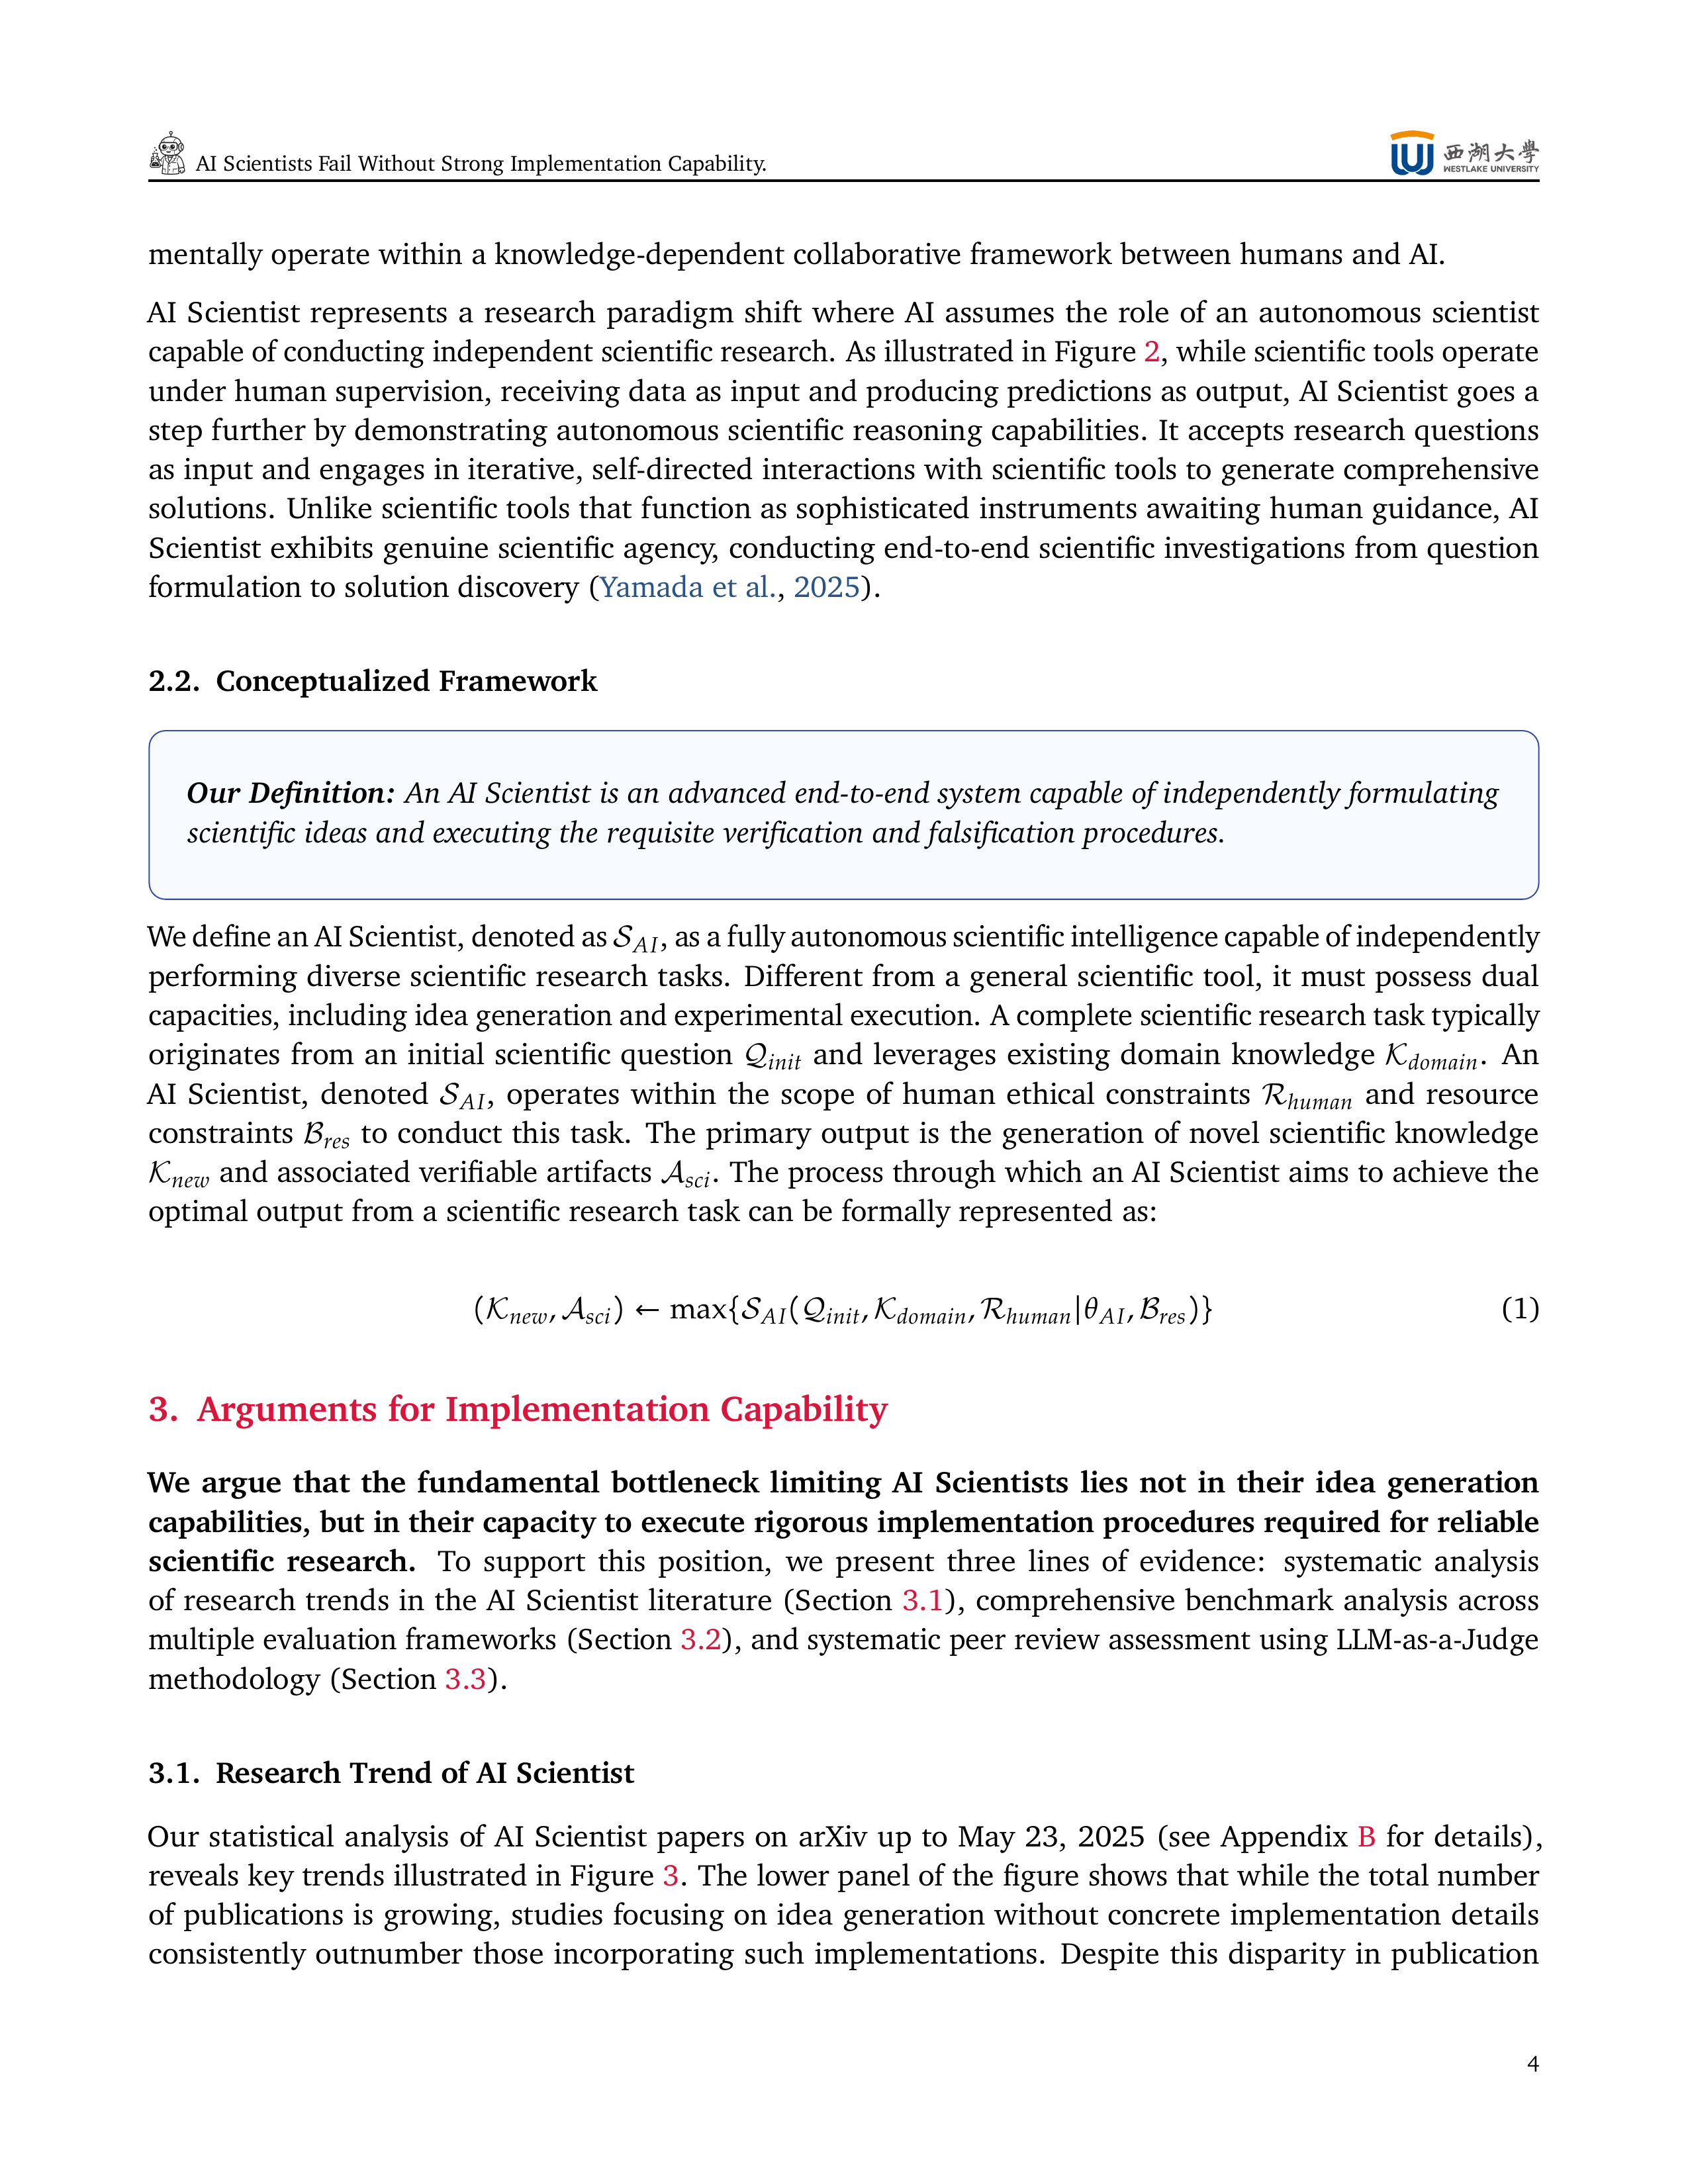 AI Scientists Fail Without Strong Implementation Capability.
西湖大學
WESTLAKE UNIVERSITY
mentally operate within a knowledge-dependent collaborative framework between humans and AI.
AI Scientist represents a research paradigm shift where AI assumes the role of an autonomous scientist
capable of conducting independent scientific research. As illustrated in Figure 2, while scientific tools operate
under human supervision, receiving data as input and producing predictions as output, AI Scientist goes a
step further by demonstrating autonomous scientific reasoning capabilities. It accepts research questions
as input and engages in iterative, self-directed interactions with scientific tools to generate comprehensive
solutions. Unlike scientific tools that function as sophisticated instruments awaiting human guidance, AI
Scientist exhibits genuine scientific agency, conducting end-to-end scientific investigations from question
formulation to solution discovery (Yamada et al., 2025).
2.2. Conceptualized Framework
Our Definition: An AI Scientist is an advanced end-to-end system capable of independently formulating
scientific ideas and executing the requisite verification and falsification procedures.
We define an AI Scientist, denoted as 𝒮_{AI}, as a fully autonomous scientific intelligence capable of independently
performing diverse scientific research tasks. Different from a general scientific tool, it must possess dual
capacities, including idea generation and experimental execution. A complete scientific research task typically
originates from an initial scientific question 𝒬_{init} and leverages existing domain knowledge 𝒦_{domain}. An
AI Scientist, denoted 𝒮_{AI}, operates within the scope of human ethical constraints ℛ_{human} and resource
constraints ℬ_{res} to conduct this task. The primary output is the generation of novel scientific knowledge
𝒦_{new} and associated verifiable artifacts 𝒜_{sci}. The process through which an AI Scientist aims to achieve the
optimal output from a scientific research task can be formally represented as:
(𝒦_{new}, 𝒜_{sci}) ← max{𝒮_{AI}(𝒬_{init}, 𝒦_{domain}, ℛ_{human}|θ_{AI}, ℬ_{res})} (1)
3. Arguments for Implementation Capability
We argue that the fundamental bottleneck limiting AI Scientists lies not in their idea generation
capabilities, but in their capacity to execute rigorous implementation procedures required for reliable
scientific research. To support this position, we present three lines of evidence: systematic analysis
of research trends in the AI Scientist literature (Section 3.1), comprehensive benchmark analysis across
multiple evaluation frameworks (Section 3.2), and systematic peer review assessment using LLM-as-a-Judge
methodology (Section 3.3).
3.1. Research Trend of AI Scientist
Our statistical analysis of AI Scientist papers on arXiv up to May 23, 2025 (see Appendix B for details),
reveals key trends illustrated in Figure 3. The lower panel of the figure shows that while the total number
of publications is growing, studies focusing on idea generation without concrete implementation details
consistently outnumber those incorporating such implementations. Despite this disparity in publication
4